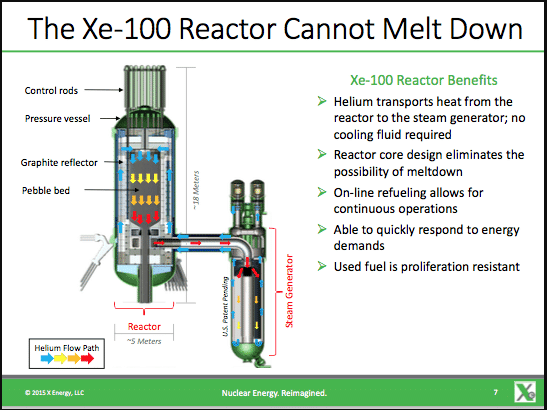 The Xe-100 Reactor Cannot Melt Down
Control rods
Pressure vessel
Graphite reflector
Pebble bed
~18 Meters
Reactor
~5 Meters
Helium Flow Path
U.S. Patent Pending
Steam Generator
Xe-100 Reactor Benefits
➢ Helium transports heat from the
reactor to the steam generator; no
cooling fluid required
➢ Reactor core design eliminates the
possibility of meltdown
➢ On-line refueling allows for
continuous operations
➢ Able to quickly respond to energy
demands
➢ Used fuel is proliferation resistant
© 2015 X Energy, LLC
Nuclear Energy. Reimagined.
7
Xe